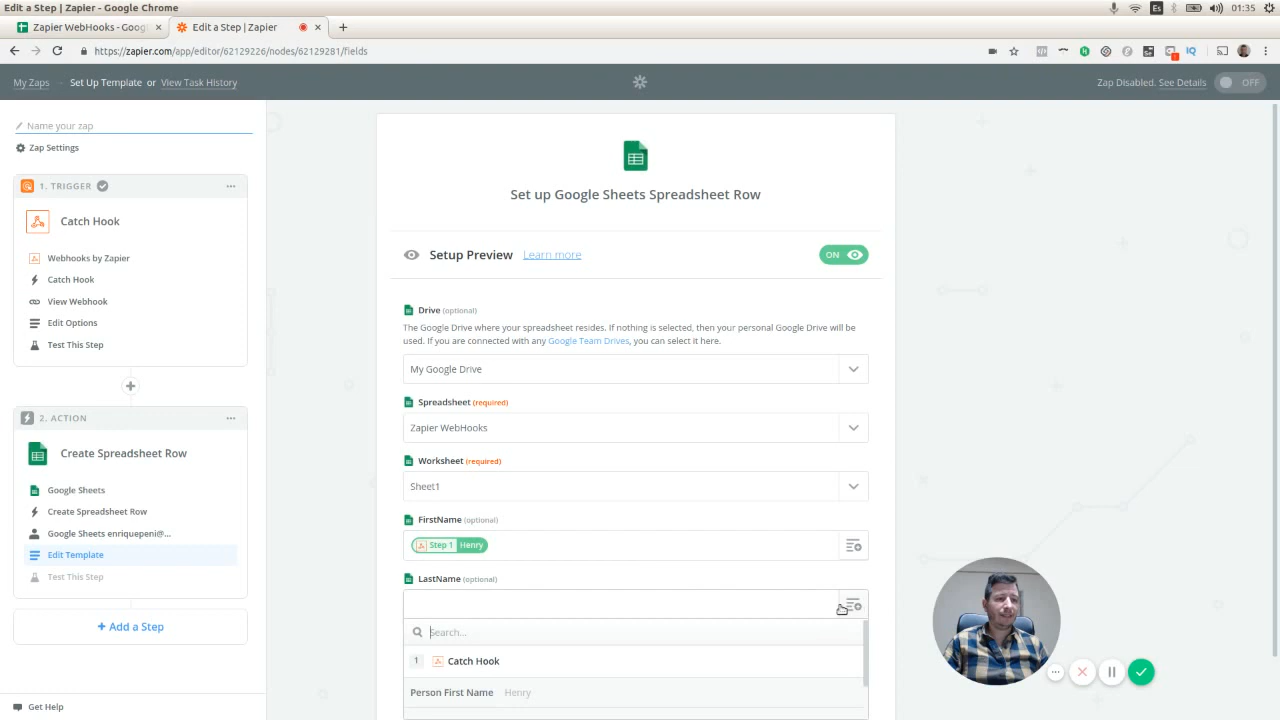 Edit a Step | Zapier - Google Chrome
Es
01:35
Zapier WebHooks - Goog
Edit a Step | Zapier
https://zapier.com/app/editor/62129226/nodes/62129281/fields
IQ
My Zaps
Set Up Template or View Task History
Zap Disabled. See Details
OFF
Name your zap
Zap Settings
1. TRIGGER
Catch Hook
Webhooks by Zapier
Catch Hook
View Webhook
Edit Options
Test This Step
2. ACTION
Create Spreadsheet Row
Google Sheets
Create Spreadsheet Row
Google Sheets enriquepeni@...
Edit Template
Test This Step
+ Add a Step
Get Help
Set up Google Sheets Spreadsheet Row
Setup Preview Learn more
ON
Drive (optional)
The Google Drive where your spreadsheet resides. If nothing is selected, then your personal Google Drive will be
used. If you are connected with any Google Team Drives, you can select it here.
My Google Drive
Spreadsheet (required)
Zapier WebHooks
Worksheet (required)
Sheet1
FirstName (optional)
Step 1 Henry
LastName (optional)
Search...
1 Catch Hook
Person First Name Henry